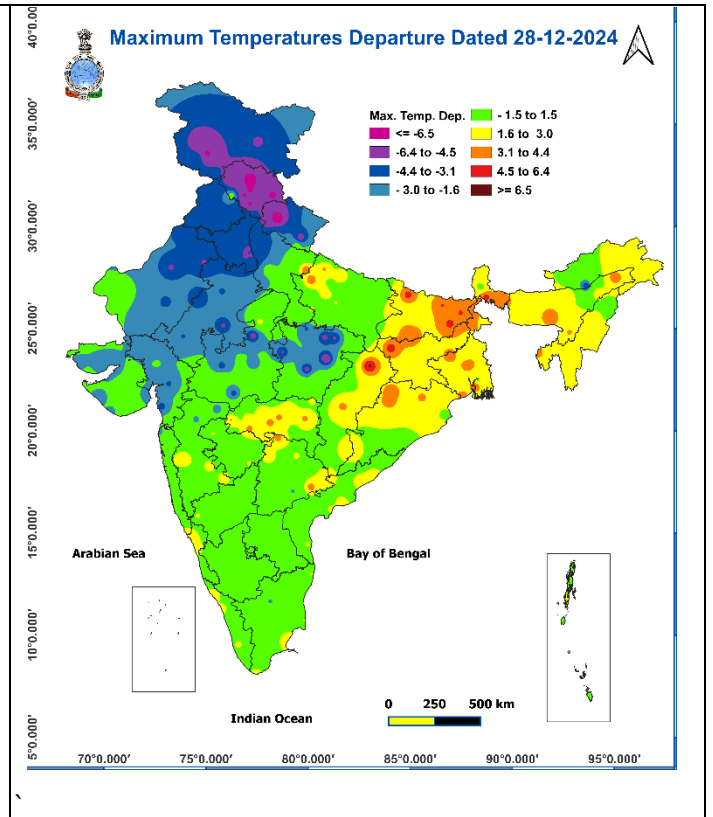 Maximum Temperatures Departure Dated 28-12-2024
Max. Temp. Dep.
<= -6.5
-6.4 to -4.5
-4.4 to -3.1
- 3.0 to -1.6
- 1.5 to 1.5
1.6 to 3.0
3.1 to 4.4
4.5 to 6.4
>= 6.5
40°0.000'
35°0.000'
30°0.000'
25°0.000'
20°0.000'
15°0.000'
10°0.000'
5°0.000'
Arabian Sea
Bay of Bengal
Indian Ocean
0 250 500 km
70°0.000' 75°0.000' 80°0.000' 85°0.000' 90°0.000' 95°0.000'
`